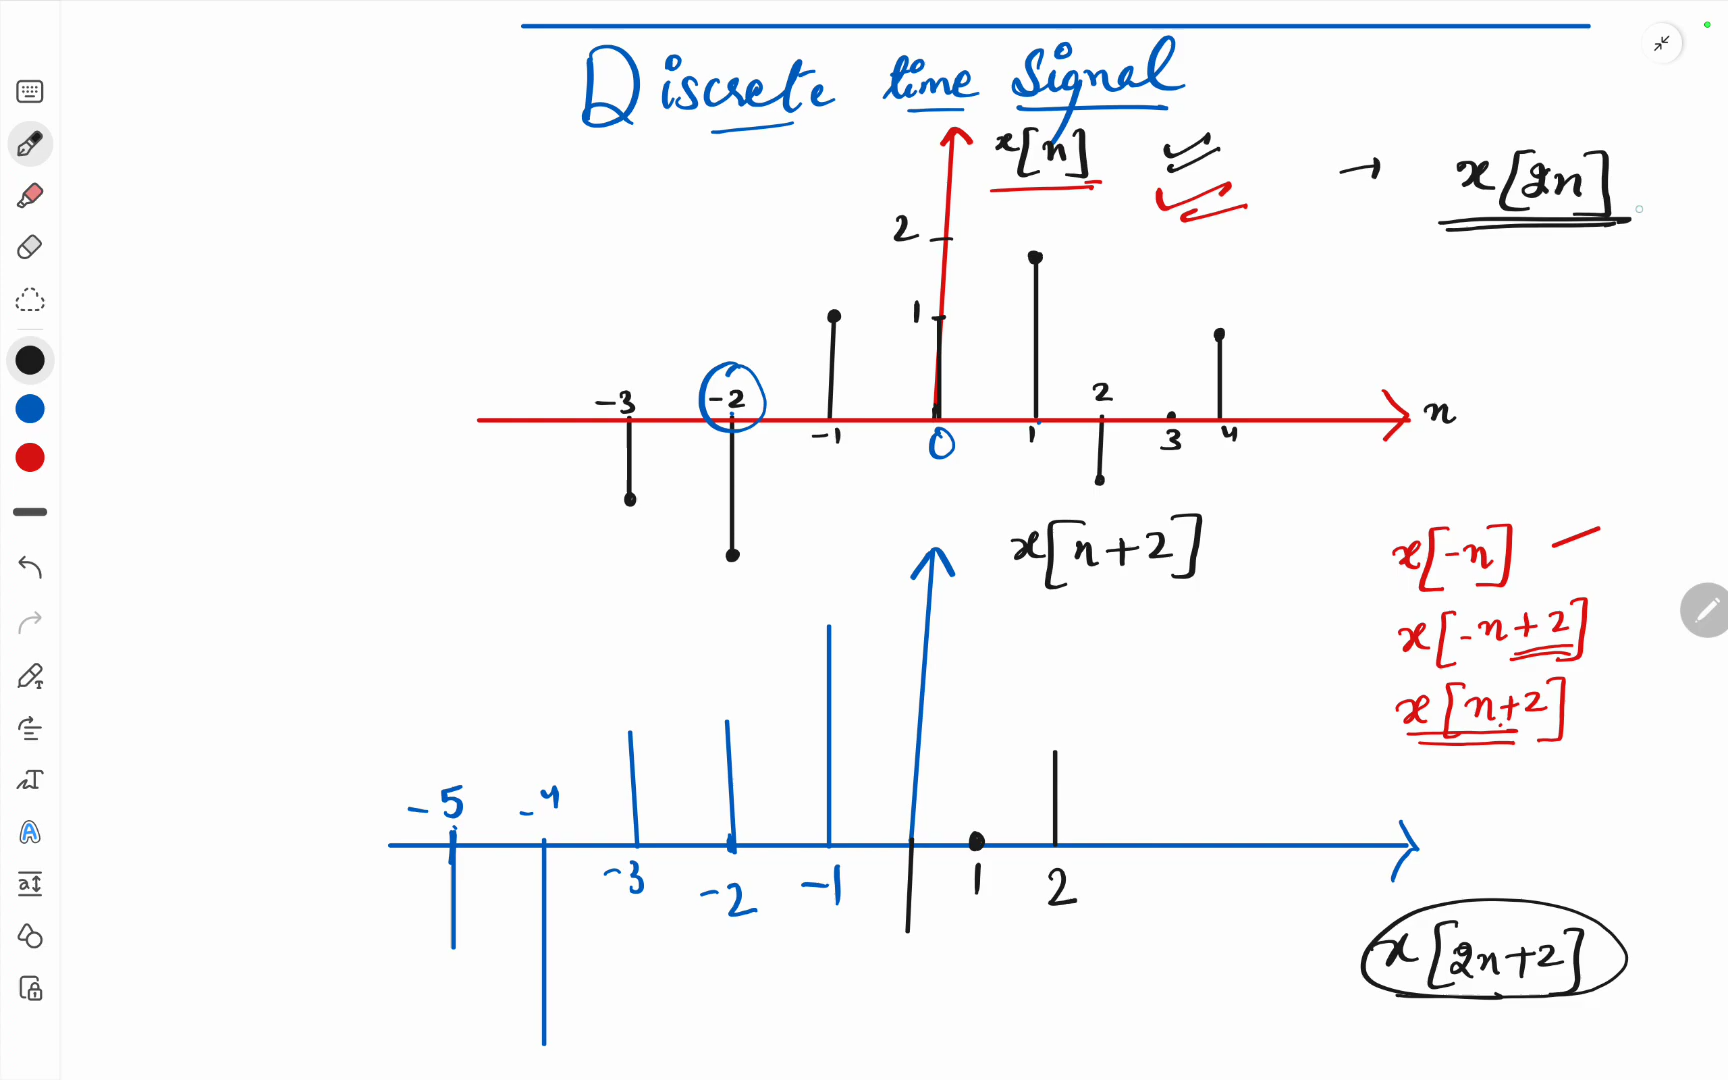 Discrete time Signal
x[n] → x[2n]
2
1
-3 -2 -1 0 1 2 3 4 n
x[n+2]
x[-n]
x[-n+2]
x[n+2]
-5 -4 -3 -2 -1 1 2
x[2n+2]